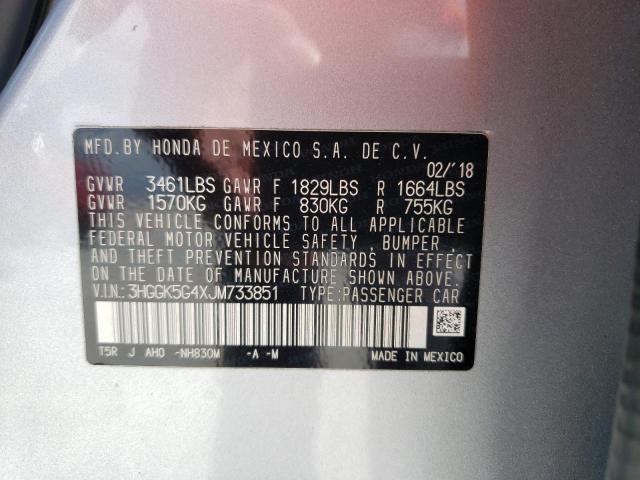 MFD.BY HONDA DE MEXICO S.A. DE C.V.
02/'18
GVWR 3461LBS GAWR F 1829LBS R 1664LBS
GVWR 1570KG GAWR F 830KG R 755KG
THIS VEHICLE CONFORMS TO ALL APPLICABLE
FEDERAL MOTOR VEHICLE SAFETY , BUMPER ,
AND THEFT PREVENTION STANDARDS IN EFFECT ON
THE DATE OF MANUFACTURE SHOWN ABOVE.
V.I.N.:3HGGK5G4XJM733851 TYPE:PASSENGER CAR
T5R J AH0 -NH830M -A -M MADE IN MEXICO